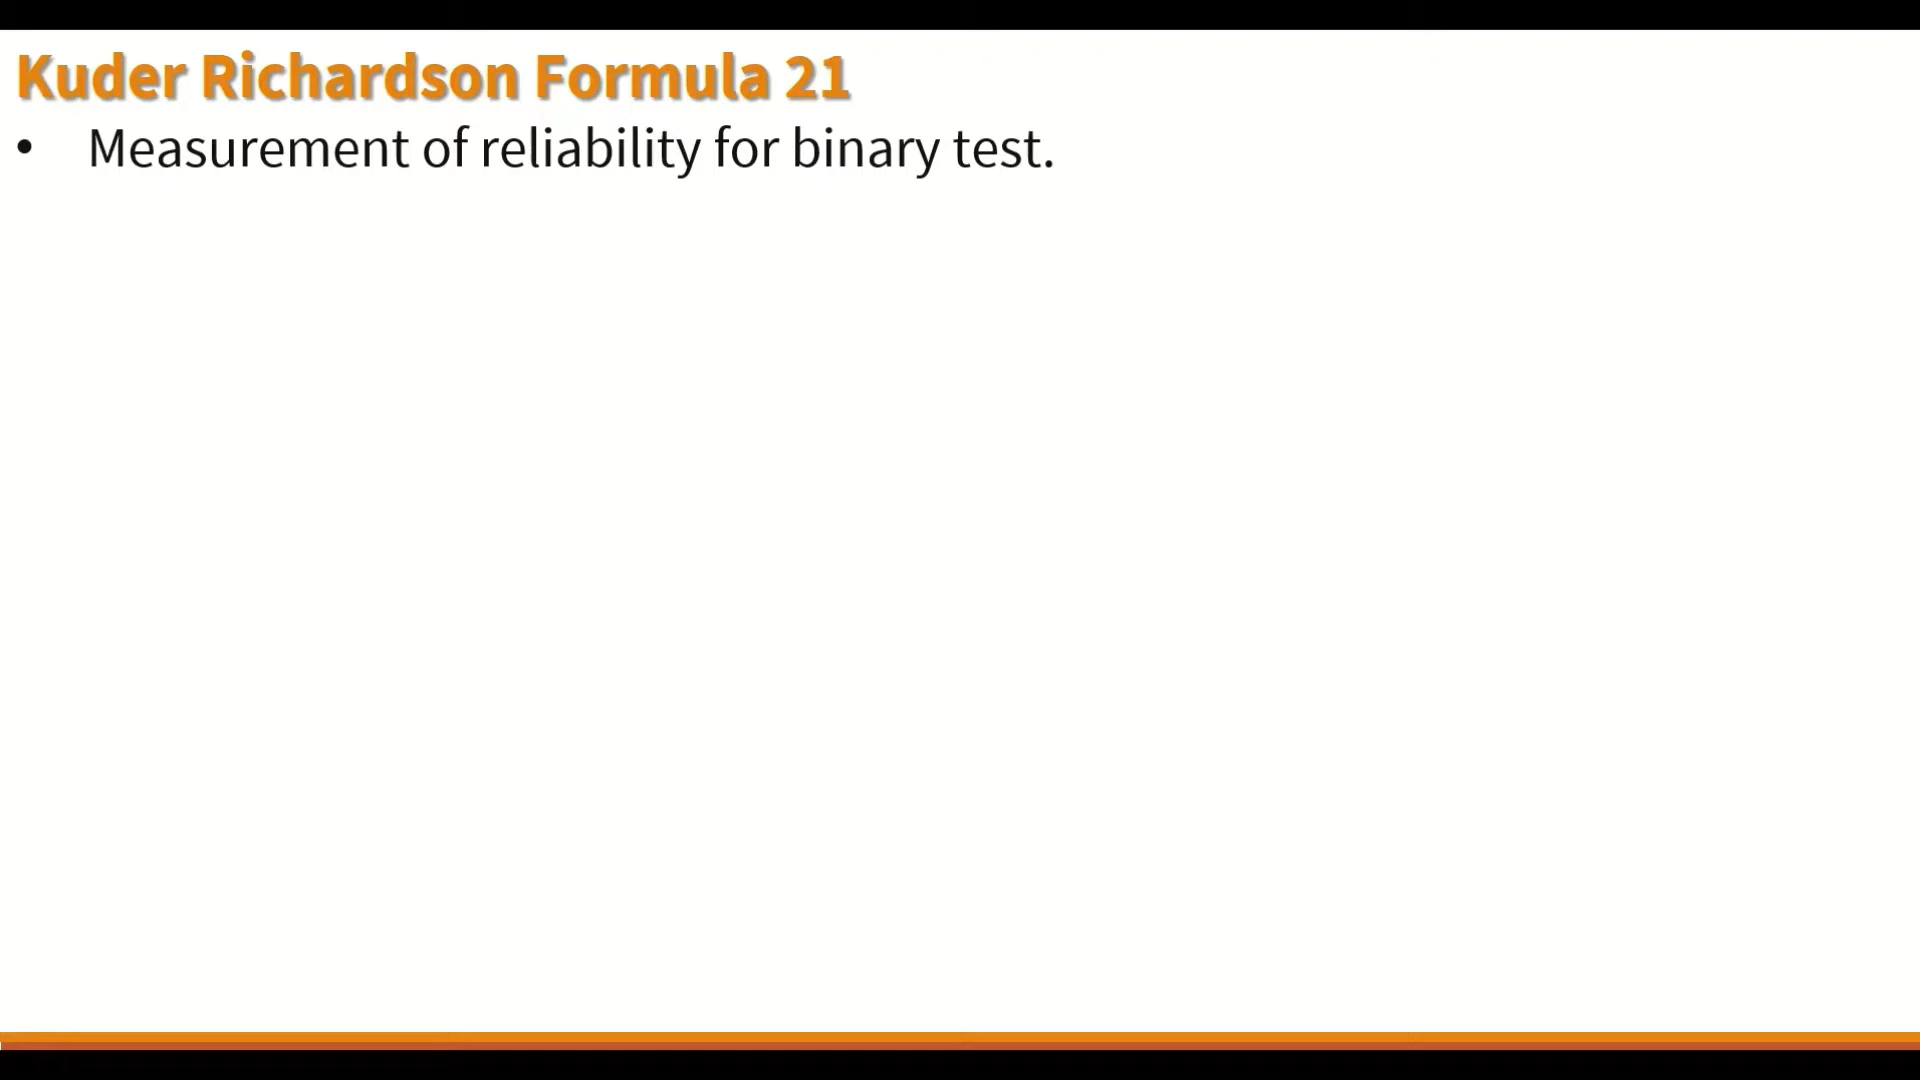 Kuder Richardson Formula 21
• Measurement of reliability for binary test.